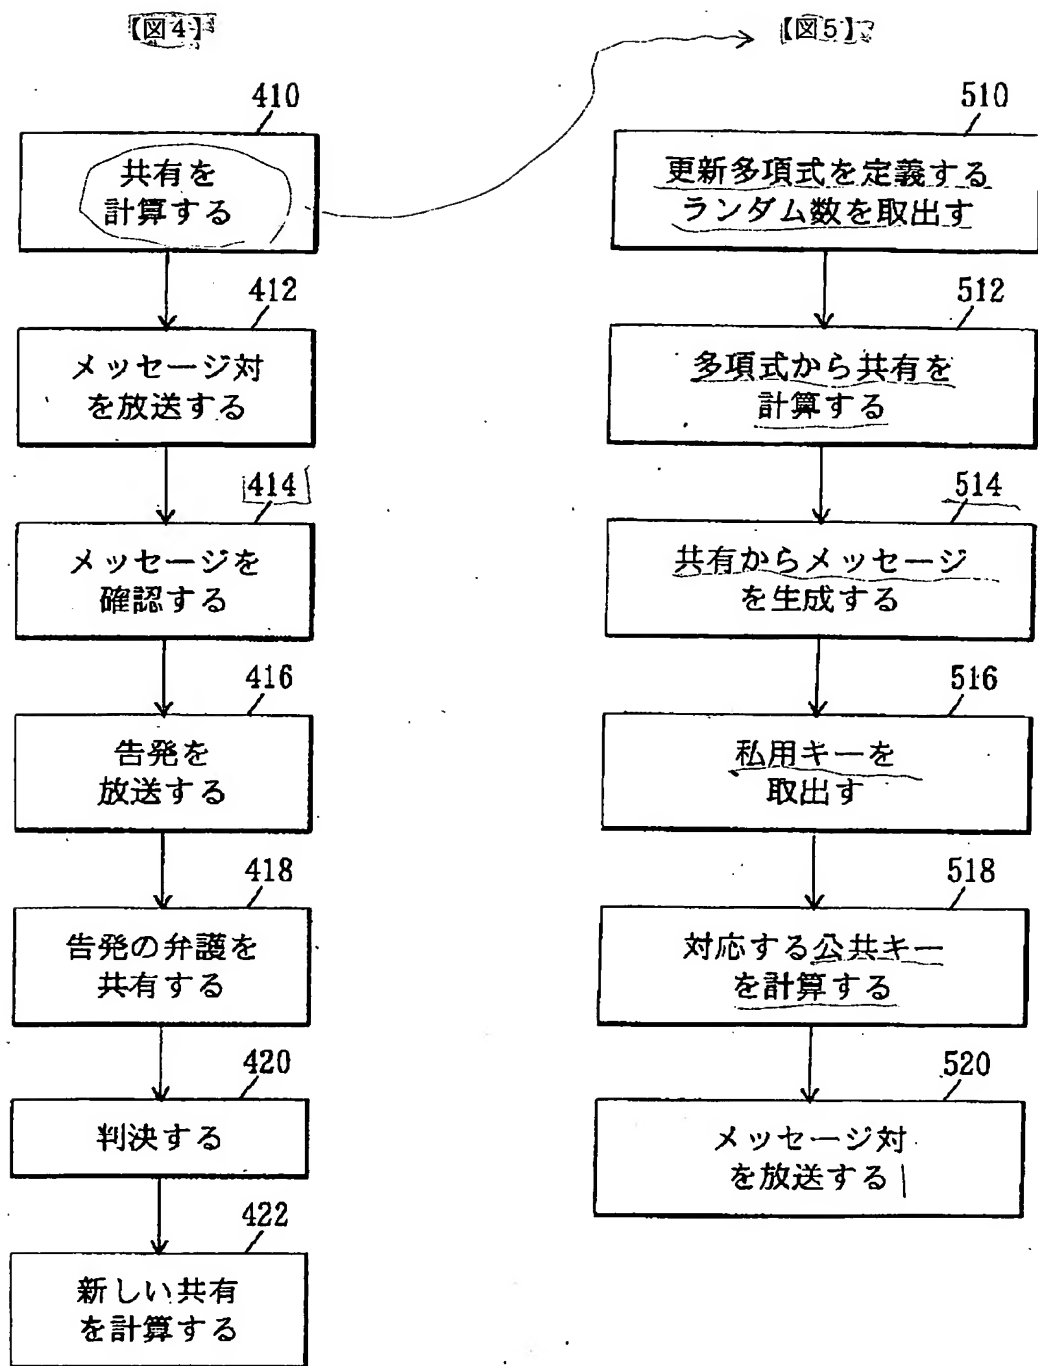 【図4】
410
共有を
計算する
412
メッセージ対
を放送する
414
メッセージを
確認する
416
告発を
放送する
418
告発の弁護を
共有する
420
判決する
422
新しい共有
を計算する
【図5】
510
更新多項式を定義する
ランダム数を取出す
512
多項式から共有を
計算する
514
共有からメッセージ
を生成する
516
私用キーを
取出す
518
対応する公共キー
を計算する
520
メッセージ対
を放送する